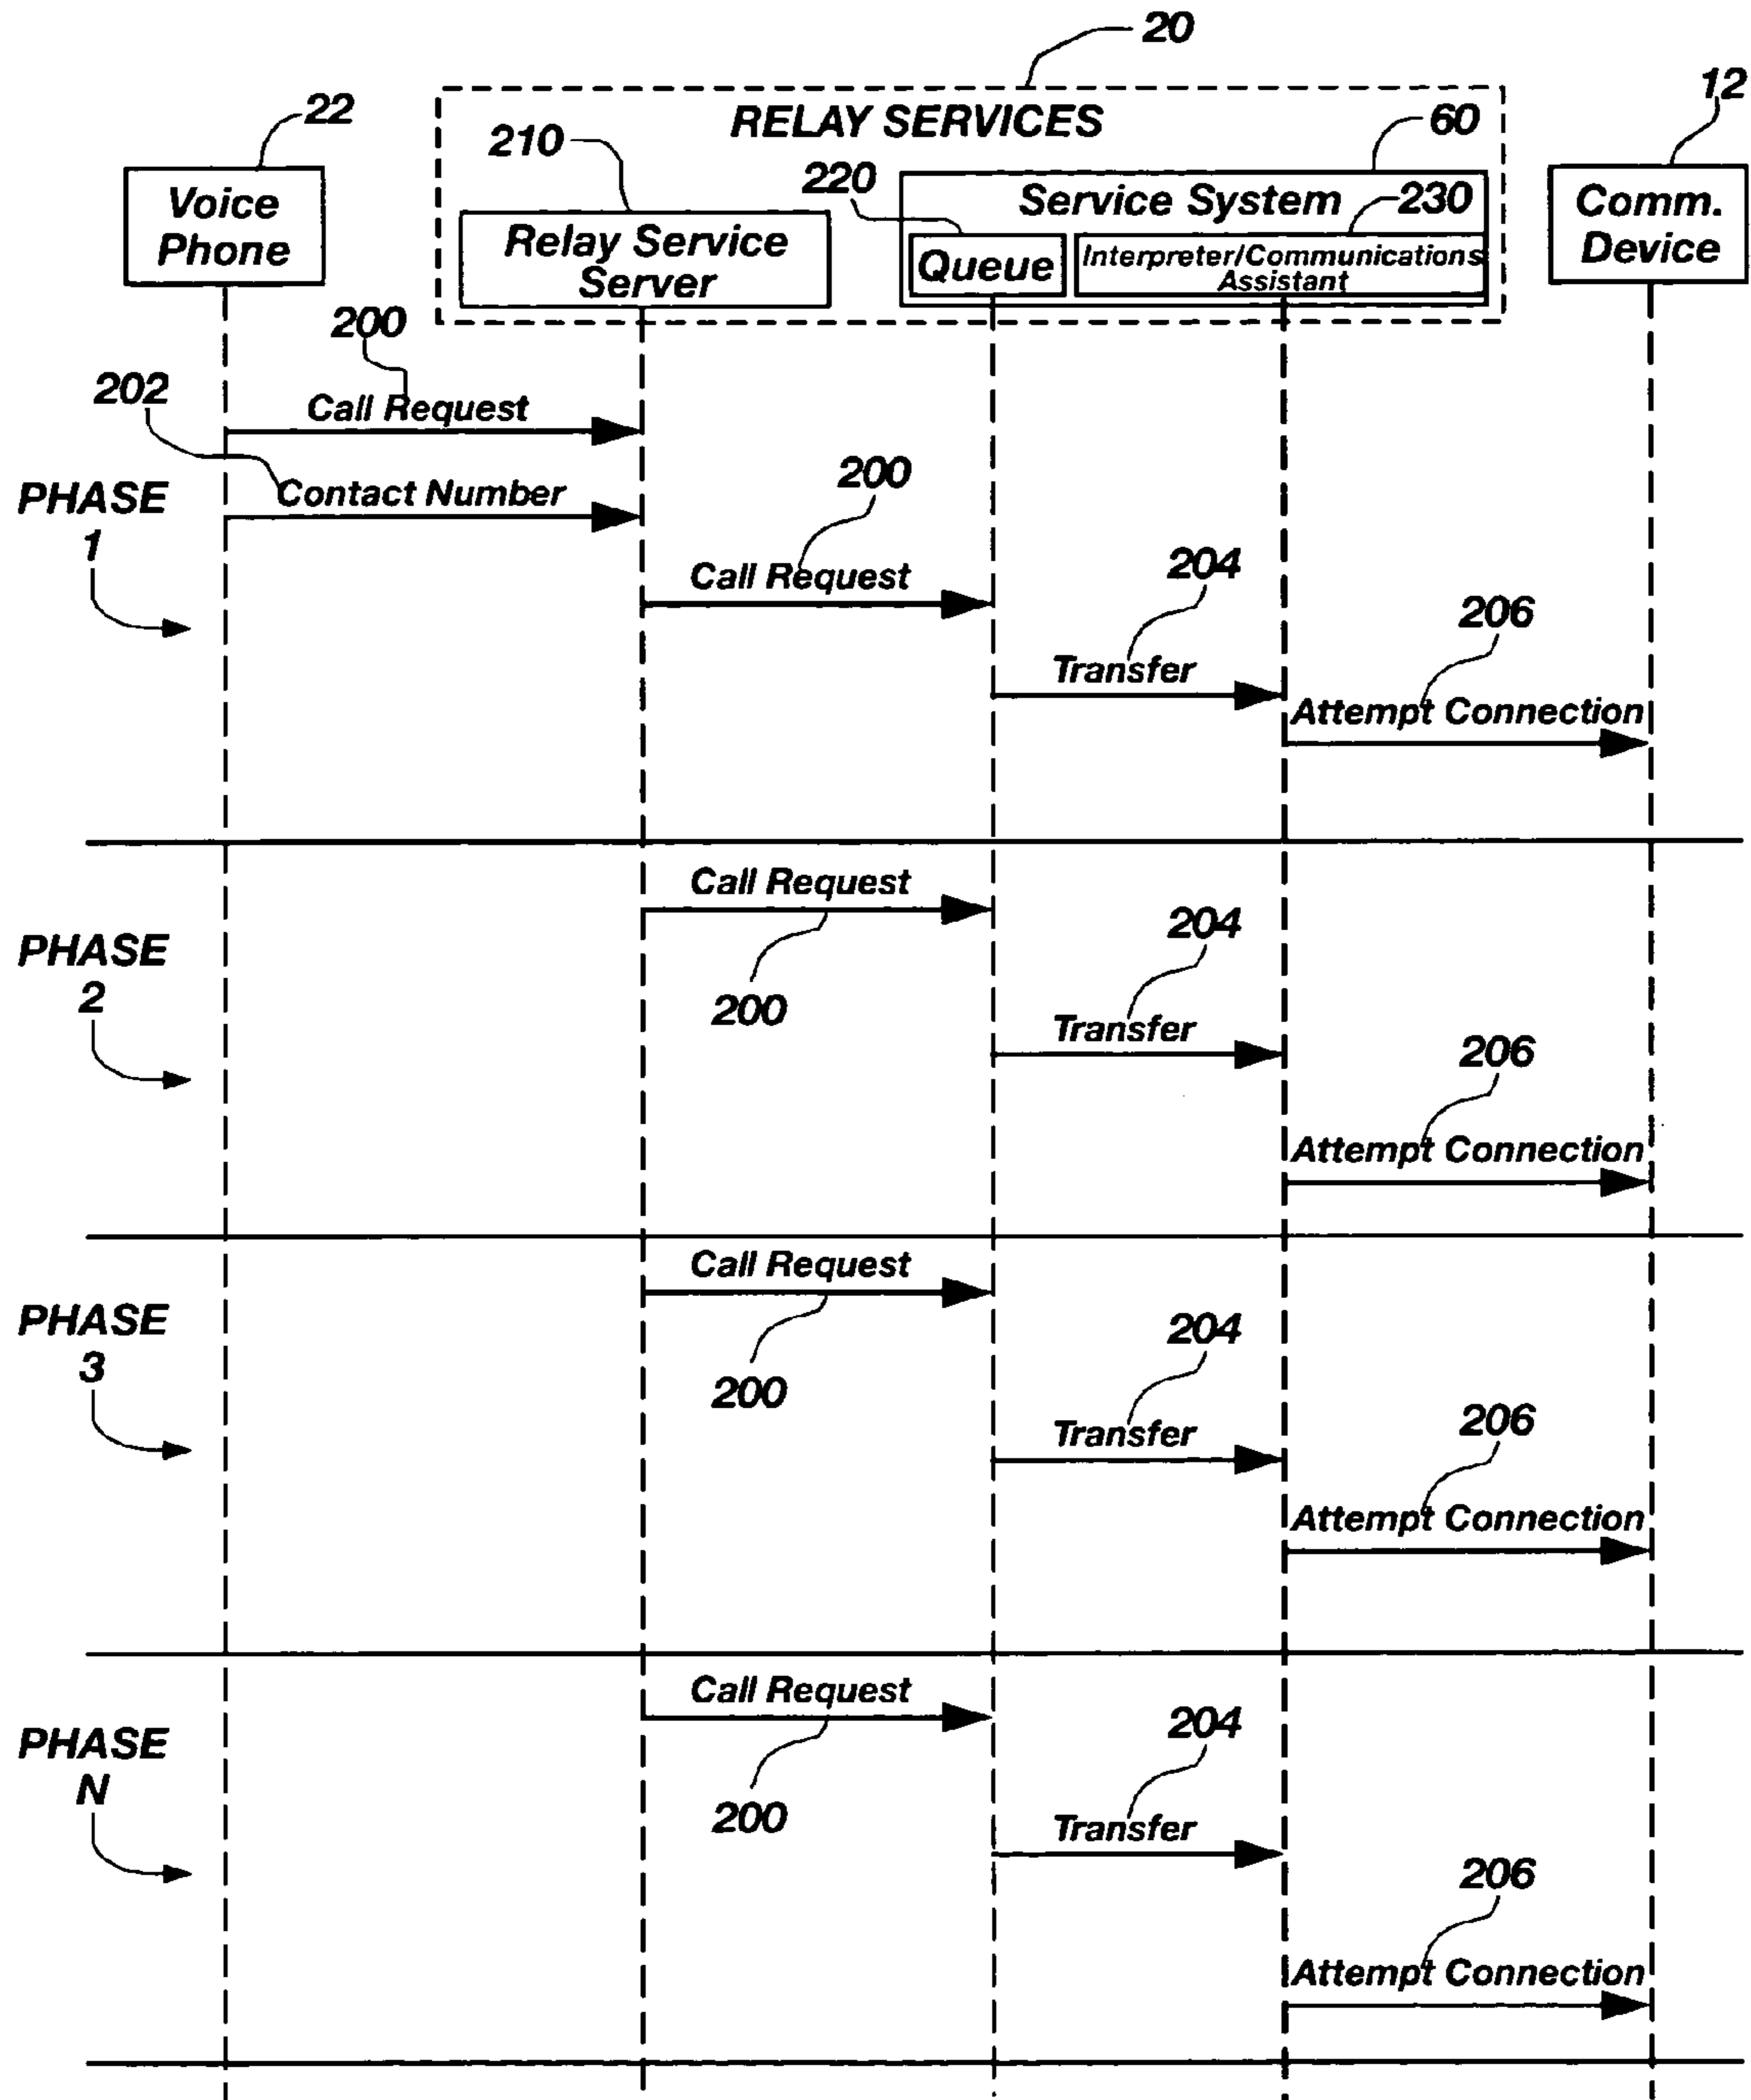 20
12
22
RELAY SERVICES
60
210
220
Service System
230
Voice
Phone
Relay Service
Server
Queue
Interpreter/Communications
Assistant
Comm.
Device
200
202
Call Request
200
PHASE
1
Contact Number
204
Call Request
206
Transfer
Attempt Connection
Call Request
204
PHASE
2
200
Transfer
206
Attempt Connection
Call Request
PHASE
3
204
200
206
Transfer
Attempt Connection
Call Request
204
PHASE
N
200
Transfer
206
Attempt Connection